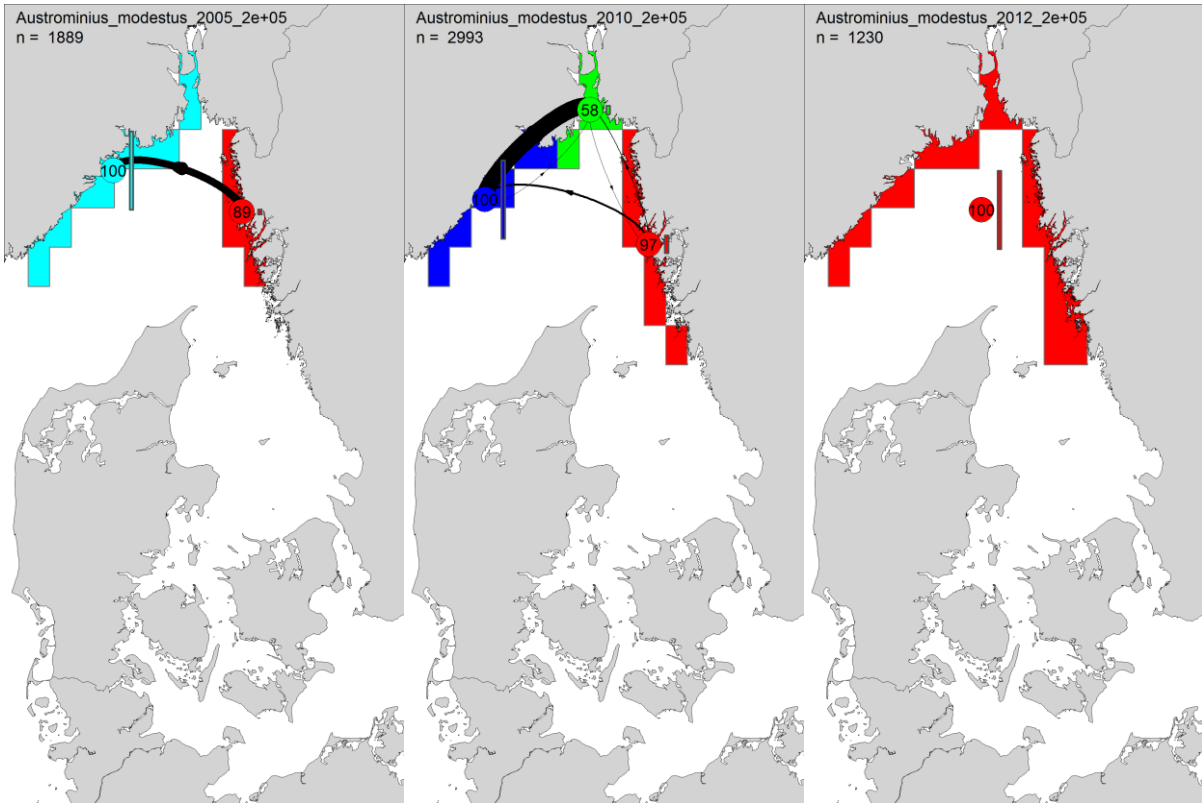 Austrominius_modestus_2005_2e+05
n = 1889
100
89
Austrominius_modestus_2010_2e+05
n = 2993
58
100
97
Austrominius_modestus_2012_2e+05
n = 1230
100